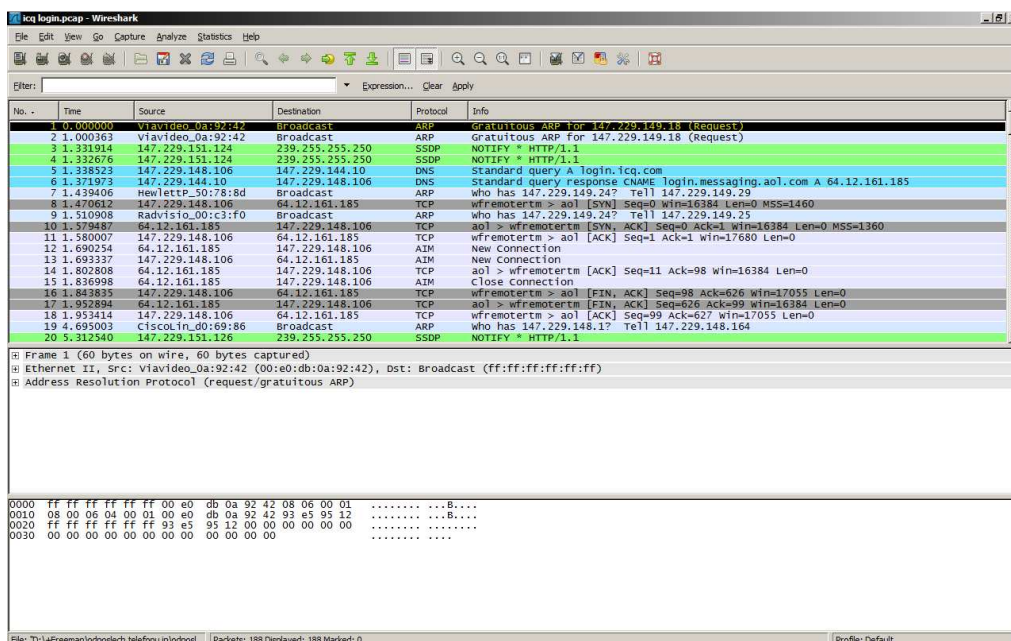 icq login.pcap - Wireshark
File Edit View Go Capture Analyze Statistics Help
Filter: Expression... Clear Apply
No. - Time Source Destination Protocol Info
1 0.000000 Viavideo_0a:92:42 Broadcast ARP Gratuitous ARP for 147.229.149.18 (Request)
2 1.000363 Viavideo_0a:92:42 Broadcast ARP Gratuitous ARP for 147.229.149.18 (Request)
3 1.331914 147.229.151.124 239.255.255.250 SSDP NOTIFY * HTTP/1.1
4 1.332676 147.229.151.124 239.255.255.250 SSDP NOTIFY * HTTP/1.1
5 1.338523 147.229.148.106 147.229.144.10 DNS Standard query A login.icq.com
6 1.371973 147.229.144.10 147.229.148.106 DNS Standard query response CNAME login.messaging.aol.com A 64.12.161.185
7 1.439406 HewlettP_50:78:8d Broadcast ARP who has 147.229.149.24? Tell 147.229.149.29
8 1.470612 147.229.148.106 64.12.161.185 TCP wfremotertm > aol [SYN] Seq=0 Win=16384 Len=0 MSS=1460
9 1.510908 Radvisio_00:c3:f0 Broadcast ARP who has 147.229.149.24? Tell 147.229.149.25
10 1.579487 64.12.161.185 147.229.148.106 TCP aol > wfremotertm [SYN, ACK] Seq=0 Ack=1 Win=16384 Len=0 MSS=1360
11 1.580007 147.229.148.106 64.12.161.185 TCP wfremotertm > aol [ACK] Seq=1 Ack=1 Win=17680 Len=0
12 1.690254 64.12.161.185 147.229.148.106 AIM New Connection
13 1.693337 147.229.148.106 64.12.161.185 AIM New Connection
14 1.802808 64.12.161.185 147.229.148.106 TCP aol > wfremotertm [ACK] Seq=11 Ack=98 Win=16384 Len=0
15 1.836998 64.12.161.185 147.229.148.106 AIM Close Connection
16 1.843835 147.229.148.106 64.12.161.185 TCP wfremotertm > aol [FIN, ACK] Seq=98 Ack=626 Win=17055 Len=0
17 1.952894 64.12.161.185 147.229.148.106 TCP aol > wfremotertm [FIN, ACK] Seq=626 Ack=99 Win=16384 Len=0
18 1.953414 147.229.148.106 64.12.161.185 TCP wfremotertm > aol [ACK] Seq=99 Ack=627 Win=17055 Len=0
19 4.695003 CiscoLin_d0:69:86 Broadcast ARP who has 147.229.148.1? Tell 147.229.148.164
20 5.312540 147.229.151.126 239.255.255.250 SSDP NOTIFY * HTTP/1.1
Frame 1 (60 bytes on wire, 60 bytes captured)
Ethernet II, Src: Viavideo_0a:92:42 (00:e0:db:0a:92:42), Dst: Broadcast (ff:ff:ff:ff:ff:ff)
Address Resolution Protocol (request/gratuitous ARP)
0000 ff ff ff ff ff ff 00 e0 db 0a 92 42 08 06 00 01 ........ ...B....
0010 08 00 06 04 00 01 00 e0 db 0a 92 42 93 e5 95 12 ........ ...B....
0020 ff ff ff ff ff ff 93 e5 95 12 00 00 00 00 00 00 ........ ........
0030 00 00 00 00 00 00 00 00 00 00 00 00 ........ ....
Packets: 188 Displayed: 188 Marked: 0 Profile: Default